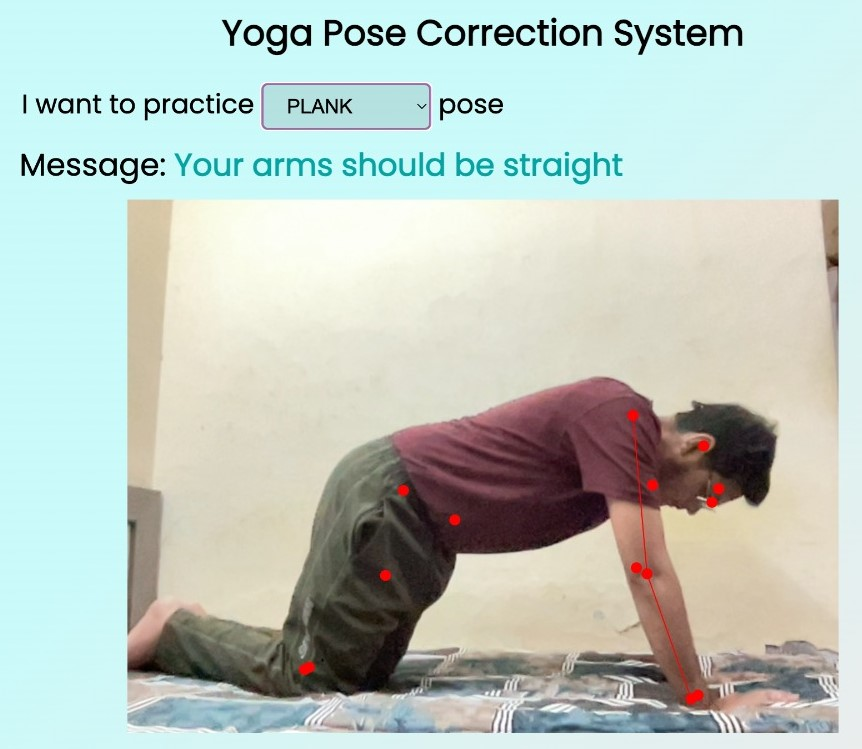 Yoga Pose Correction System
I want to practice PLANK pose
Message: Your arms should be straight